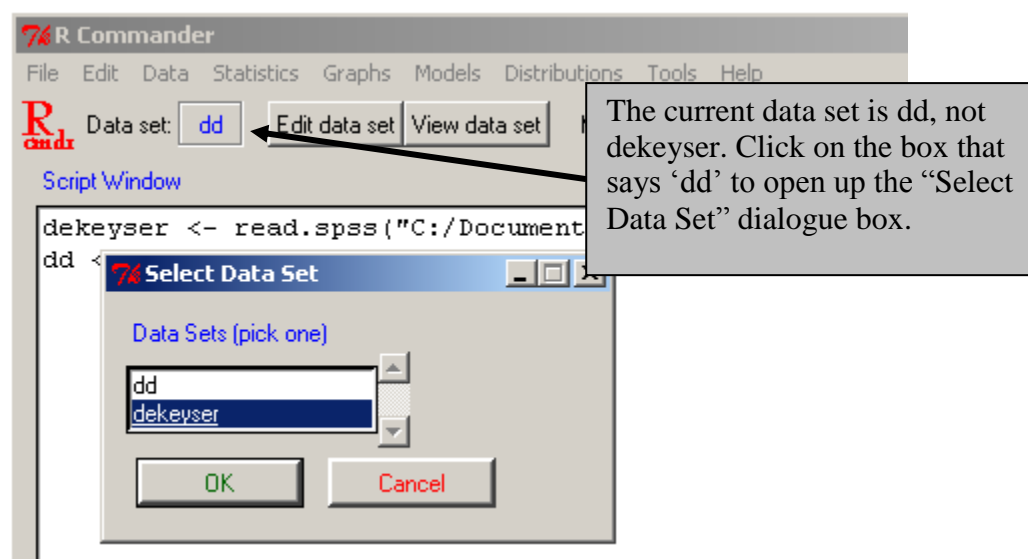 R Commander
File Edit Data Statistics Graphs Models Distributions Tools Help
R cmdr Data set: dd Edit data set View data set
The current data set is dd, not
dekeyser. Click on the box that
says ‘dd’ to open up the “Select
Data Set” dialogue box.
Script Window
dekeyser <- read.spss("C:/Document
dd <
Select Data Set
Data Sets (pick one)
dd
dekeyser
OK Cancel